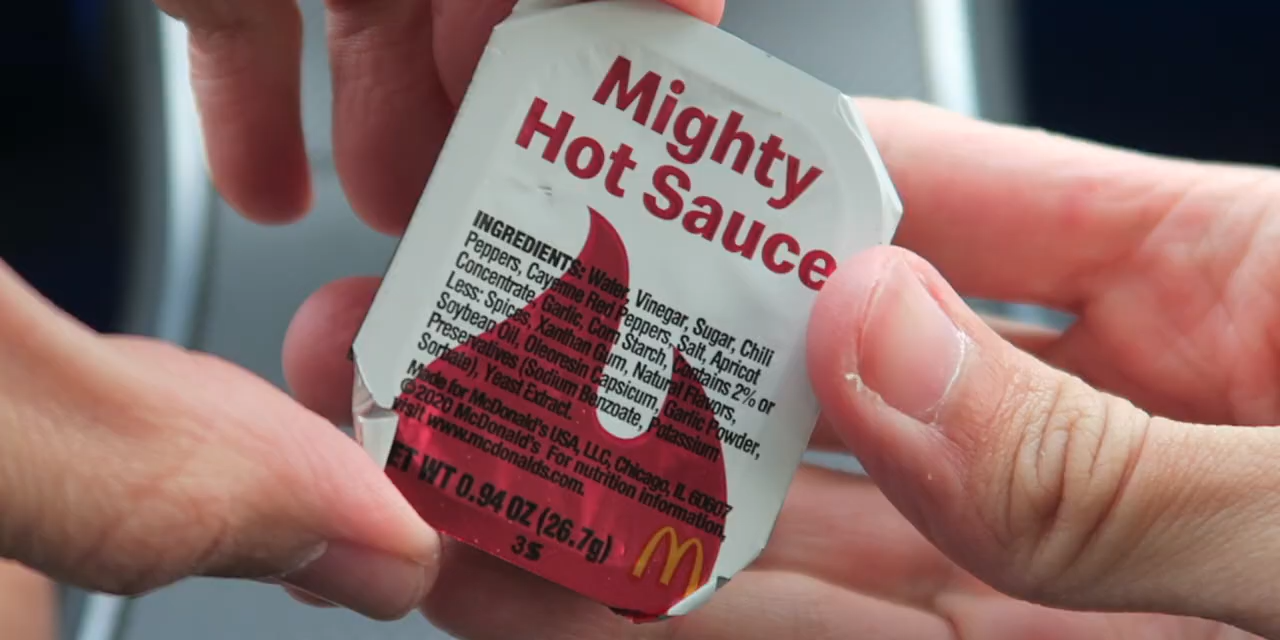 Mighty
Hot Sauce
INGREDIENTS: Water, Vinegar, Sugar, Chili
Peppers, Cayenne Red Peppers, Salt, Apricot
Concentrate, Garlic, Corn Starch, Contains 2% or
Less: Spices, Xanthan Gum, Natural Flavors,
Soybean Oil, Oleoresin Capsicum, Garlic Powder,
Preservatives (Sodium Benzoate, Potassium
Sorbate), Yeast Extract.
Made for McDonald's USA, LLC, Chicago, IL 60607
©2020 McDonald's For nutrition information,
visit www.mcdonalds.com.
ET WT 0.94 OZ (26.7g)